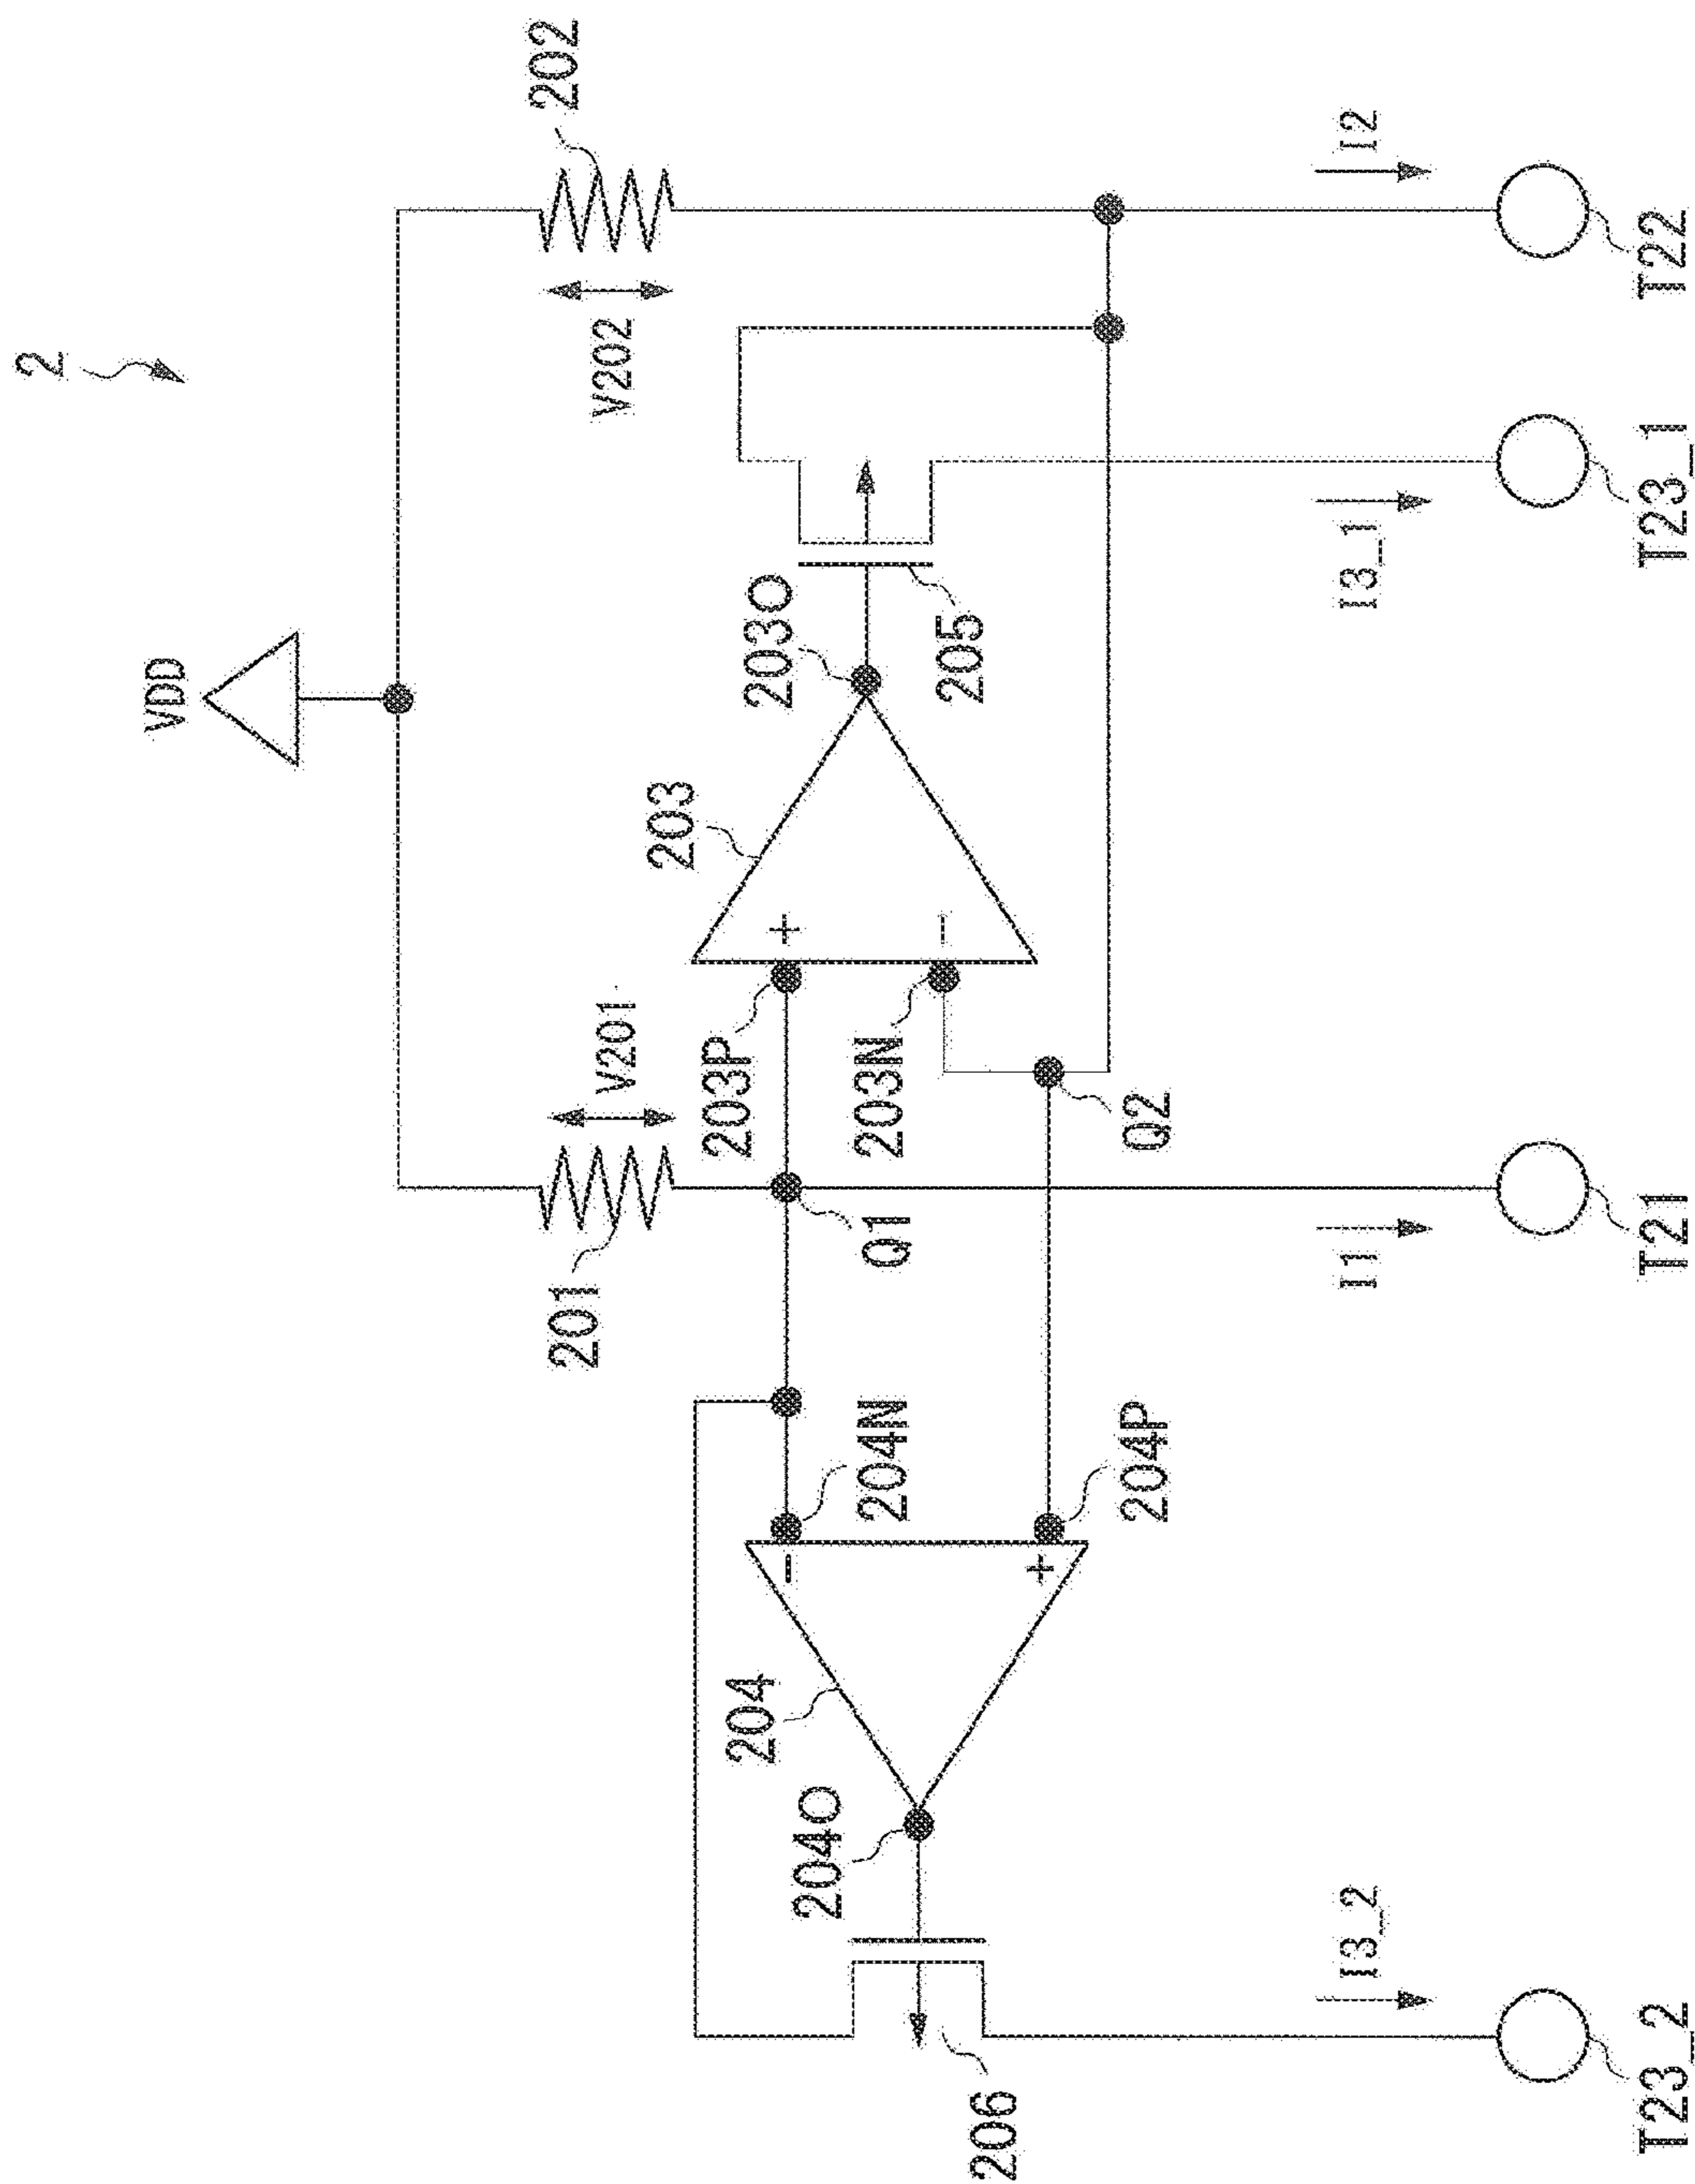 2
VDD
202
V202
201
V201
203
203P
203N
203O
205
Q1
Q2
204
204N
204P
204O
206
I3_2
I1
I3_1
I2
T23_2
T21
T23_1
T22
+
-
-
+